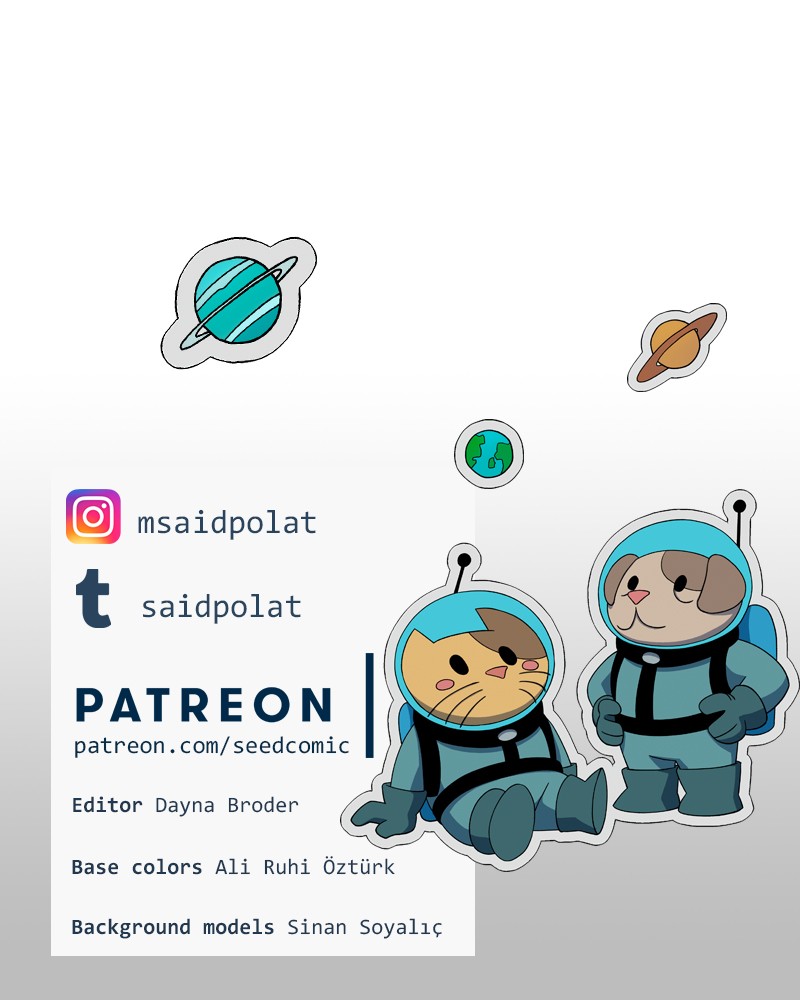 msaidpolat
saidpolat
PATREON
patreon.com/seedcomic
Editor Dayna Broder
Base colors Ali Ruhi Öztürk
Background models Sinan Soyalıç